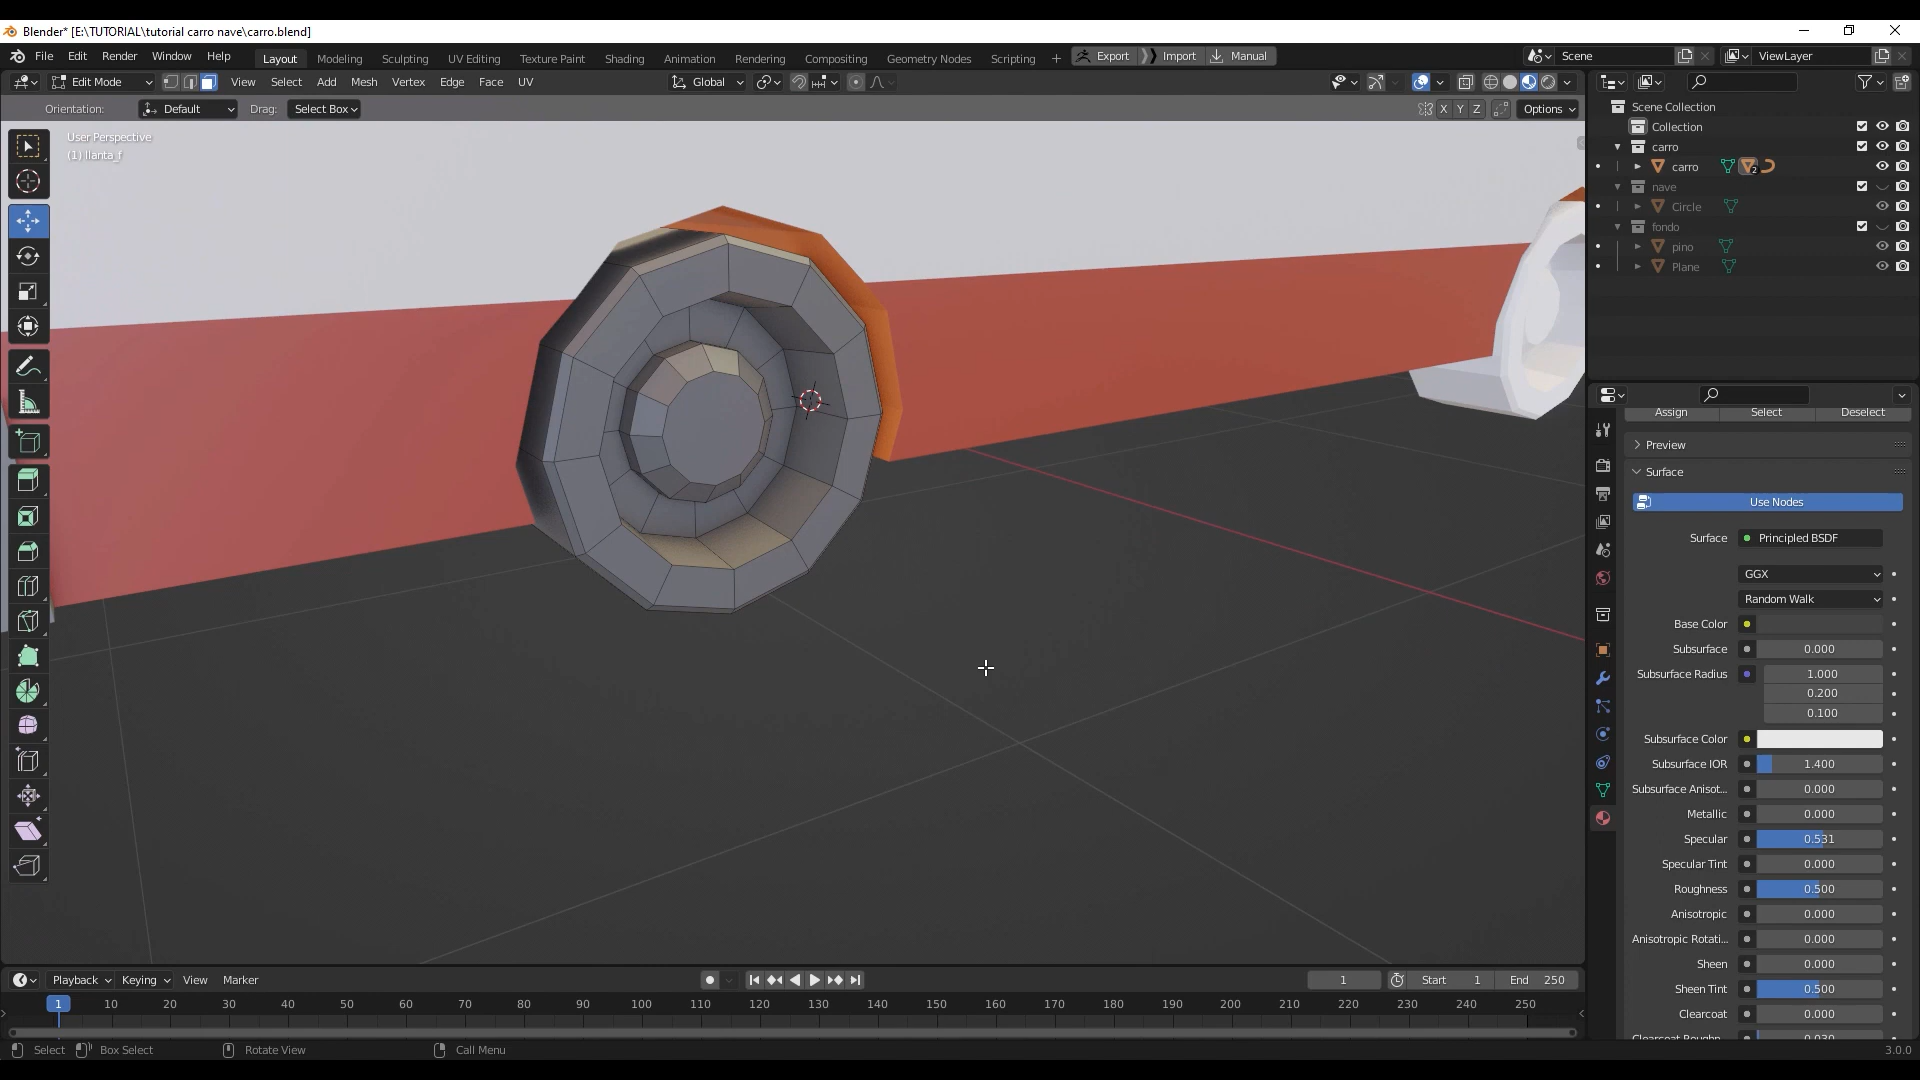 Blender* [E:\TUTORIAL\tutorial carro nave\carro.blend]
File Edit Render Window Help Layout Modeling Sculpting UV Editing Texture Paint Shading Animation Rendering Compositing Geometry Nodes Scripting + Export Import Manual Scene ViewLayer
Edit Mode View Select Add Mesh Vertex Edge Face UV Global
Orientation: Default Drag: Select Box X Y Z Options
User Perspective
(1) llanta_f
Scene Collection
Collection
carro
carro 2
nave
Circle
fondo
pino
Plane
Assign Select Deselect
Preview
Surface
Use Nodes
Surface Principled BSDF
GGX
Random Walk
Base Color
Subsurface 0.000
Subsurface Radius 1.000
0.200
0.100
Subsurface Color
Subsurface IOR 1.400
Subsurface Anisot... 0.000
Metallic 0.000
Specular 0.531
Specular Tint 0.000
Roughness 0.500
Anisotropic 0.000
Anisotropic Rotati... 0.000
Sheen 0.000
Sheen Tint 0.500
Clearcoat 0.000
Clearcoat Roughn... 0.030
Playback Keying View Marker 1 Start 1 End 250
1 10 20 30 40 50 60 70 80 90 100 110 120 130 140 150 160 170 180 190 200 210 220 230 240 250
Select Box Select Rotate View Call Menu 3.0.0